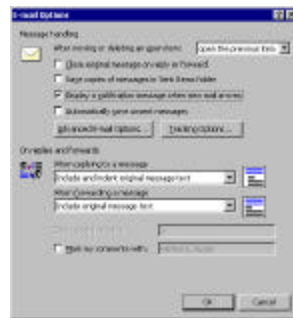 E-mail Options
Message handling
After moving or deleting an open item: open the previous item
Close original message on reply or forward
Save copies of messages in Sent Items folder
Display a notification message when new mail arrives
Automatically save unsent messages
Advanced E-mail Options... Tracking Options...
On replies and forwards
When replying to a message
Include and indent original message text
When forwarding a message
Include original message text
Mark my comments with:
OK Cancel